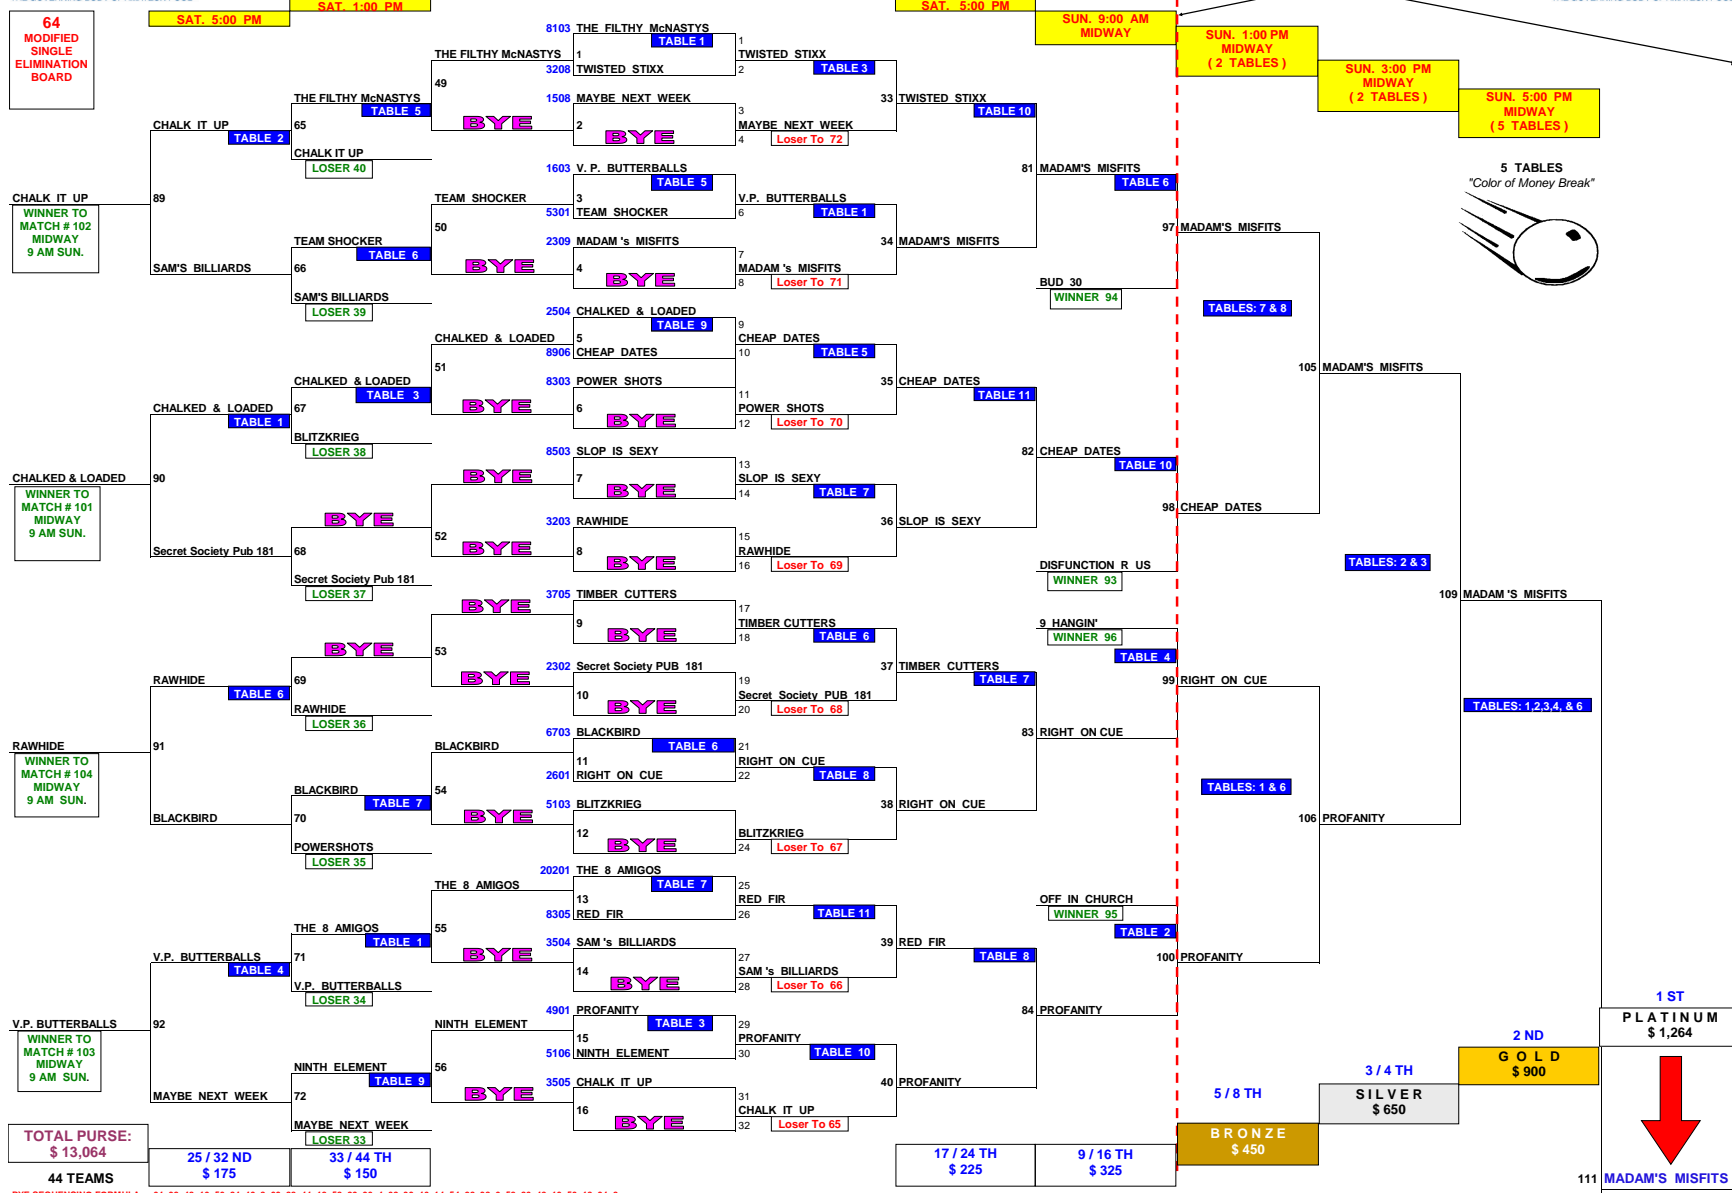 64
MODIFIED
SINGLE
ELIMINATION
BOARD
SAT. 5:00 PM
SAT. 1:00 PM
SAT. 5:00 PM
SUN. 9:00 AM
MIDWAY
SUN. 1:00 PM
MIDWAY
( 2 TABLES )
SUN. 3:00 PM
MIDWAY
( 2 TABLES )
SUN. 5:00 PM
MIDWAY
( 5 TABLES )
5 TABLES
"Color of Money Break"
CHALK IT UP
WINNER TO
MATCH # 102
MIDWAY
9 AM SUN.
CHALKED & LOADED
WINNER TO
MATCH # 101
MIDWAY
9 AM SUN.
RAWHIDE
WINNER TO
MATCH # 104
MIDWAY
9 AM SUN.
V.P. BUTTERBALLS
WINNER TO
MATCH # 103
MIDWAY
9 AM SUN.
TOTAL PURSE:
$ 13,064
44 TEAMS
CHALK IT UP
TABLE 2
89
SAM'S BILLIARDS
CHALKED & LOADED
TABLE 1
90
Secret Society Pub 181
RAWHIDE
TABLE 6
91
BLACKBIRD
V.P. BUTTERBALLS
TABLE 4
92
MAYBE NEXT WEEK
25 / 32 ND
$ 175
THE FILTHY McNASTYS
TABLE 5
65
CHALK IT UP
LOSER 40
TEAM SHOCKER
TABLE 6
66
SAM'S BILLIARDS
LOSER 39
CHALKED & LOADED
TABLE 3
67
BLITZKRIEG
LOSER 38
BYE
68
Secret Society Pub 181
LOSER 37
BYE
69
RAWHIDE
LOSER 36
BLACKBIRD
TABLE 7
70
POWERSHOTS
LOSER 35
THE 8 AMIGOS
TABLE 1
71
V.P. BUTTERBALLS
LOSER 34
NINTH ELEMENT
TABLE 9
72
MAYBE NEXT WEEK
LOSER 33
33 / 44 TH
$ 150
THE FILTHY McNASTYS
49
BYE
TEAM SHOCKER
50
BYE
CHALKED & LOADED
51
BYE
BYE
52
BYE
BYE
53
BYE
BLACKBIRD
54
BYE
THE 8 AMIGOS
55
BYE
NINTH ELEMENT
56
BYE
8103 THE FILTHY McNASTYS
TABLE 1
1
3208 TWISTED STIXX
1508 MAYBE NEXT WEEK
2
BYE
1603 V. P. BUTTERBALLS
TABLE 5
3
5301 TEAM SHOCKER
2309 MADAM 's MISFITS
4
BYE
2504 CHALKED & LOADED
TABLE 9
5
8906 CHEAP DATES
8303 POWER SHOTS
6
BYE
8503 SLOP IS SEXY
7
BYE
3203 RAWHIDE
8
BYE
3705 TIMBER CUTTERS
9
BYE
2302 Secret Society PUB 181
10
BYE
6703 BLACKBIRD
TABLE 6
11
2601 RIGHT ON CUE
5103 BLITZKRIEG
12
BYE
20201 THE 8 AMIGOS
TABLE 7
13
8305 RED FIR
3504 SAM 's BILLIARDS
14
BYE
4901 PROFANITY
TABLE 3
15
5106 NINTH ELEMENT
3505 CHALK IT UP
16
BYE
1
TWISTED STIXX
2
TABLE 3
3
MAYBE NEXT WEEK
4
Loser To 72
V.P. BUTTERBALLS
6
TABLE 1
7
MADAM 's MISFITS
8
Loser To 71
9
CHEAP DATES
10
TABLE 5
11
POWER SHOTS
12
Loser To 70
13
SLOP IS SEXY
14
TABLE 7
15
RAWHIDE
16
Loser To 69
17
TIMBER CUTTERS
18
TABLE 6
19
Secret Society PUB 181
20
Loser To 68
21
RIGHT ON CUE
22
TABLE 8
BLITZKRIEG
24
Loser To 67
25
RED FIR
26
TABLE 11
27
SAM 's BILLIARDS
28
Loser To 66
29
PROFANITY
30
TABLE 10
31
CHALK IT UP
32
Loser To 65
33 TWISTED STIXX
TABLE 10
34 MADAM'S MISFITS
35 CHEAP DATES
TABLE 11
36 SLOP IS SEXY
37 TIMBER CUTTERS
TABLE 7
38 RIGHT ON CUE
39 RED FIR
TABLE 8
40 PROFANITY
17 / 24 TH
$ 225
81 MADAM'S MISFITS
TABLE 6
BUD 30
WINNER 94
82 CHEAP DATES
TABLE 10
DISFUNCTION R US
WINNER 93
9 HANGIN'
WINNER 96
TABLE 4
83 RIGHT ON CUE
OFF IN CHURCH
WINNER 95
TABLE 2
84 PROFANITY
9 / 16 TH
$ 325
97 MADAM'S MISFITS
TABLES: 7 & 8
98 CHEAP DATES
99 RIGHT ON CUE
TABLES: 1 & 6
100 PROFANITY
5 / 8 TH
BRONZE
$ 450
105 MADAM'S MISFITS
TABLES: 2 & 3
106 PROFANITY
3 / 4 TH
SILVER
$ 650
109 MADAM 'S MISFITS
TABLES: 1,2,3,4, & 6
2 ND
GOLD
$ 900
1 ST
PLATINUM
$ 1,264
111 MADAM'S MISFITS